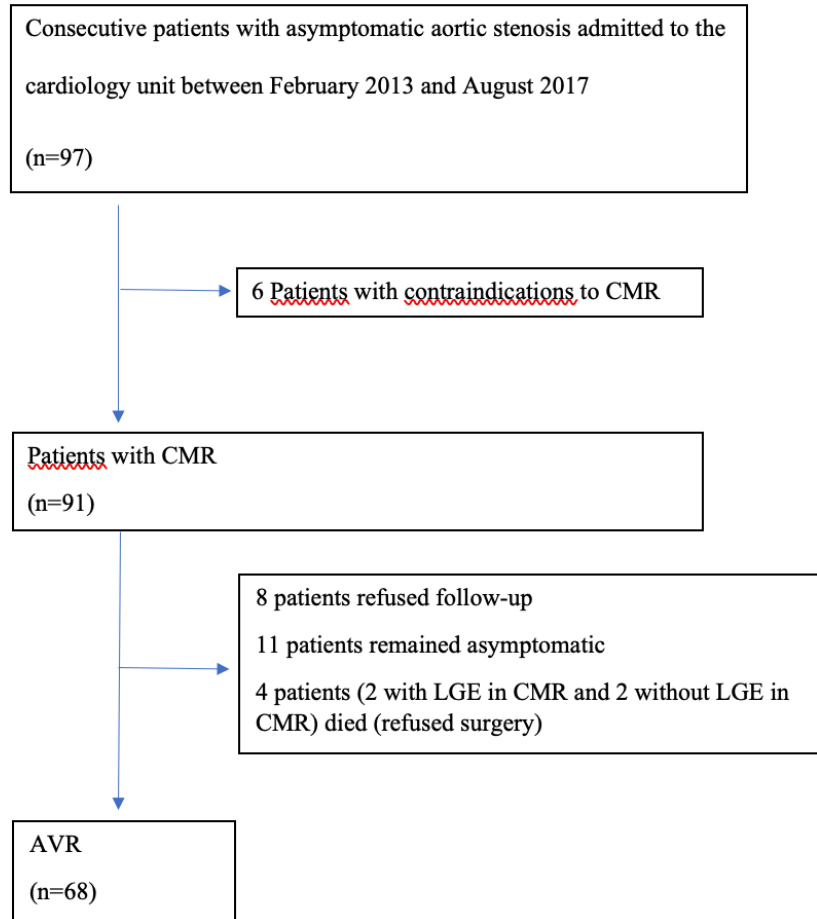 Consecutive patients with asymptomatic aortic stenosis admitted to the
cardiology unit between February 2013 and August 2017
(n=97)
6 Patients with contraindications to CMR
Patients with CMR
(n=91)
8 patients refused follow-up
11 patients remained asymptomatic
4 patients (2 with LGE in CMR and 2 without LGE in
CMR) died (refused surgery)
AVR
(n=68)